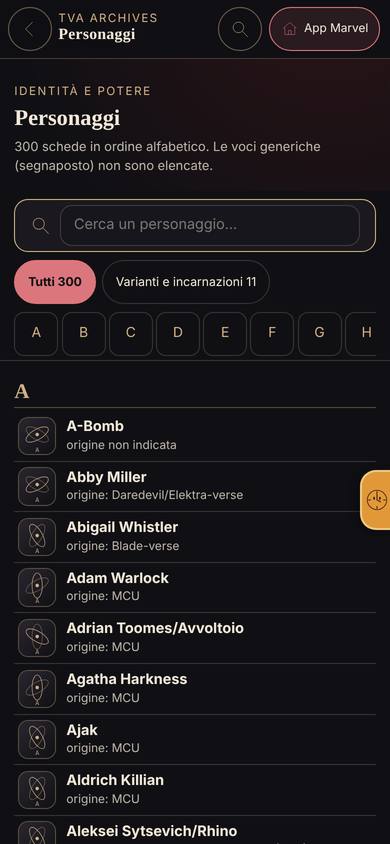 TVA ARCHIVES
Personaggi
App Marvel
IDENTITÀ E POTERE
Personaggi
300 schede in ordine alfabetico. Le voci generiche
(segnaposto) non sono elencate.
Cerca un personaggio...
Tutti 300
Varianti e incarnazioni 11
A B C D E F G H
A
A-Bomb
origine non indicata
A
Abby Miller
origine: Daredevil/Elektra-verse
A
Abigail Whistler
origine: Blade-verse
A
Adam Warlock
origine: MCU
A
Adrian Toomes/Avvoltoio
origine: MCU
A
Agatha Harkness
origine: MCU
A
Ajak
origine: MCU
A
Aldrich Killian
origine: MCU
A
Aleksei Sytsevich/Rhino